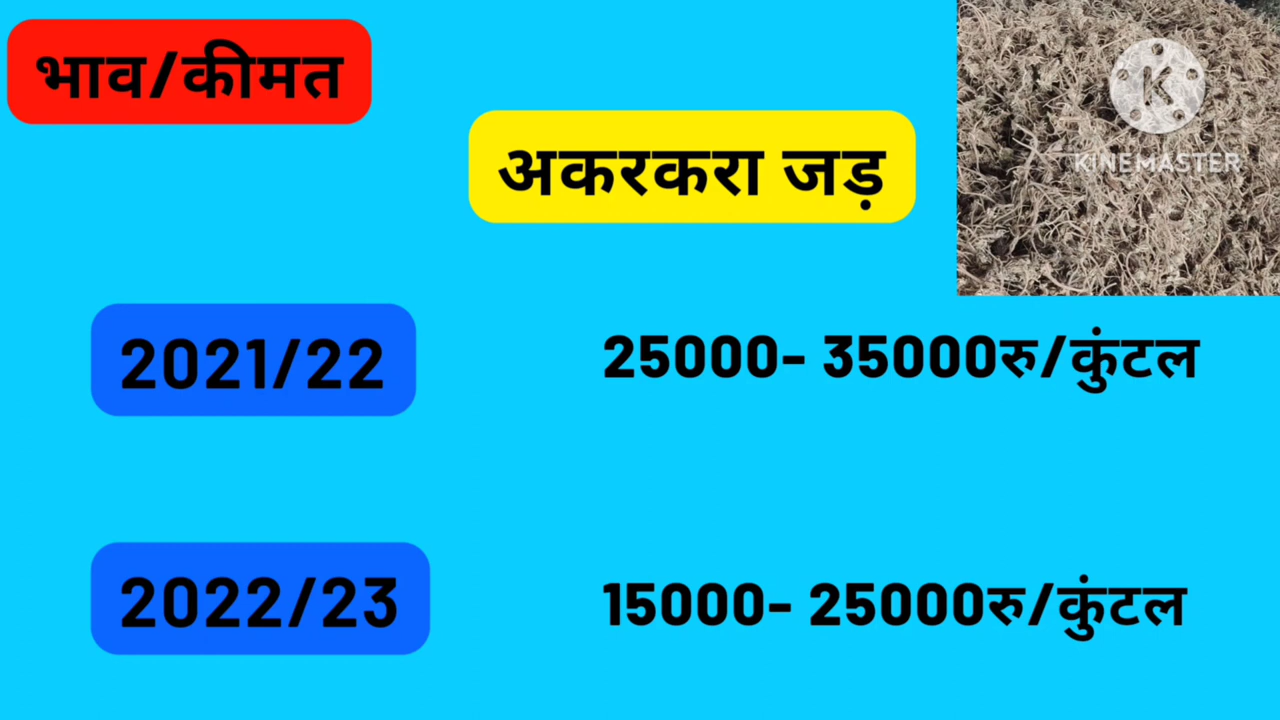 भाव/कीमत
अकरकरा जड़
K
KINEMASTER
2021/22
25000- 35000रु/कुंटल
2022/23
15000- 25000रु/कुंटल